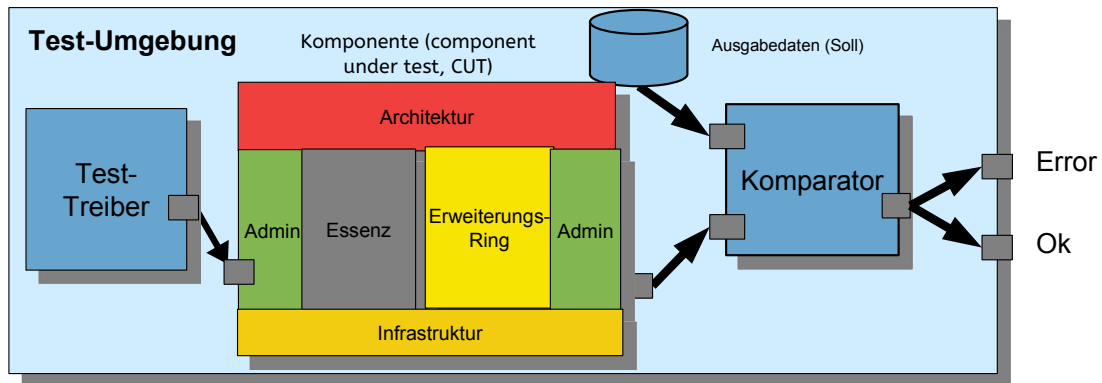 Test-Umgebung
Komponente (component
under test, CUT)
Ausgabedaten (Soll)
Architektur
Test-
Treiber
Admin
Essenz
Erweiterungs-
Ring
Admin
Infrastruktur
Komparator
Error
Ok